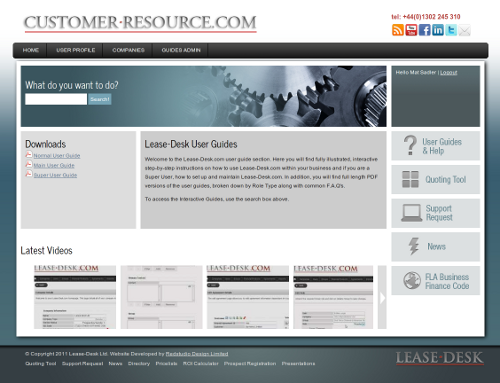 CUSTOMER·RESOURCE.COM
tel: +44(0)1302 245 310
HOME USER PROFILE COMPANIES GUIDES ADMIN
What do you want to do?
Search!
Hello Mat Sadler | Logout
Downloads
Normal User Guide
Main User Guide
Super User Guide
Lease-Desk User Guides
Welcome to the Lease-Desk.com user guide section. Here you will find fully illustrated, interactive
step-by-step instructions on how to use Lease-Desk.com within your business and if you are a
Super User, how to set up and maintain Lease-Desk.com. In addition, you will find full length PDF
versions of the user guides, broken down by Role Type along with common F.A.Q's.
To access the Interactive Guides, use the search box above.
User Guides
& Help
Quoting Tool
Support
Request
News
FLA Business
Finance Code
Latest Videos
LEASE-DESK.COM
LEASE-DESK.COM
LEASE-DESK.COM
© Copyright 2011 Lease-Desk Ltd. Website Developed by Redstudio Design Limited
Quoting Tool Support Request News Directory Pricelists ROI Calculator Prospect Registration Presentations
LEASE·DESK